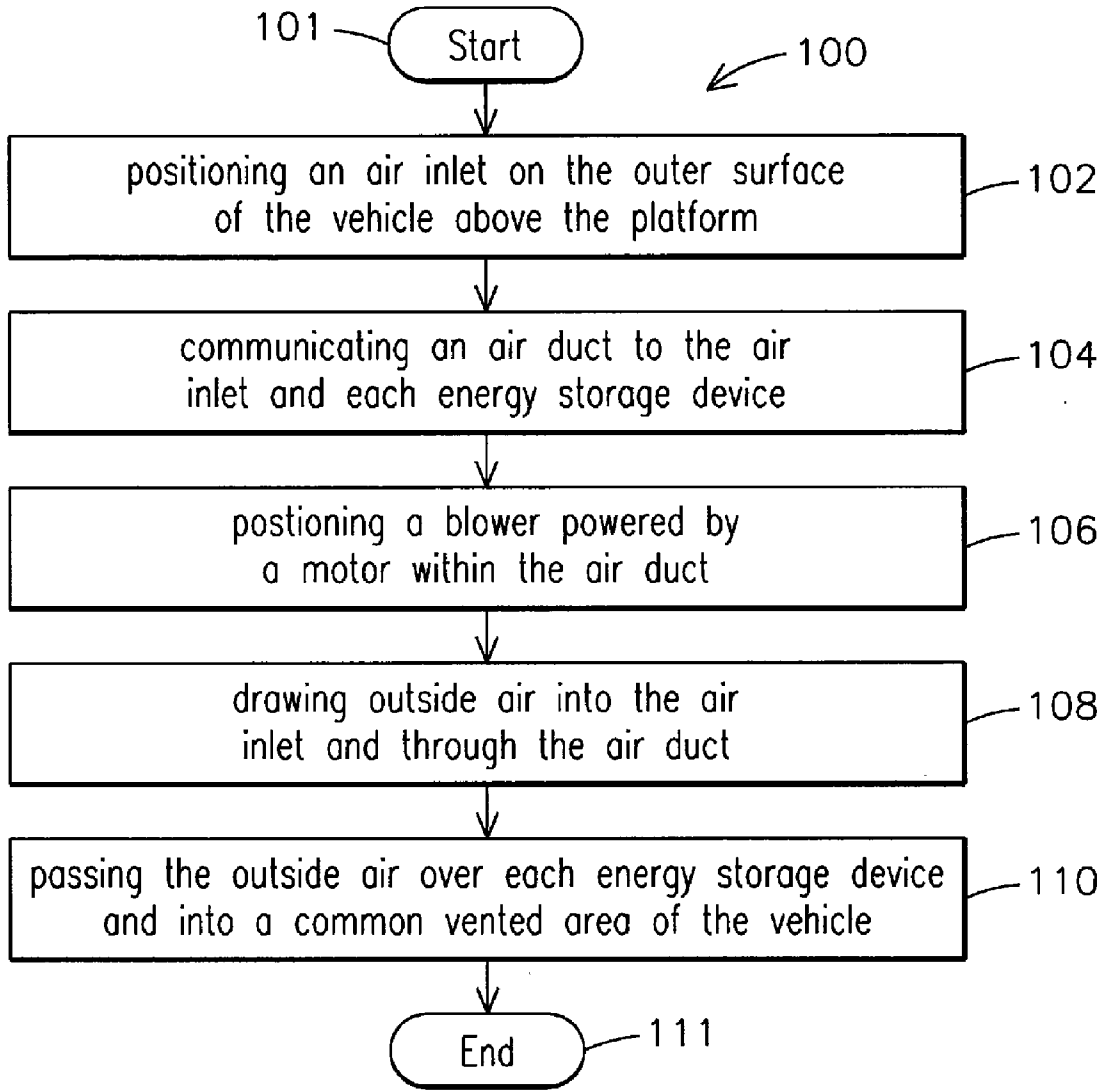 101
Start
100
positioning an air inlet on the outer surface
of the vehicle above the platform
102
communicating an air duct to the air
inlet and each energy storage device
104
postioning a blower powered by
a motor within the air duct
106
drawing outside air into the air
inlet and through the air duct
108
passing the outside air over each energy storage device
and into a common vented area of the vehicle
110
End
111